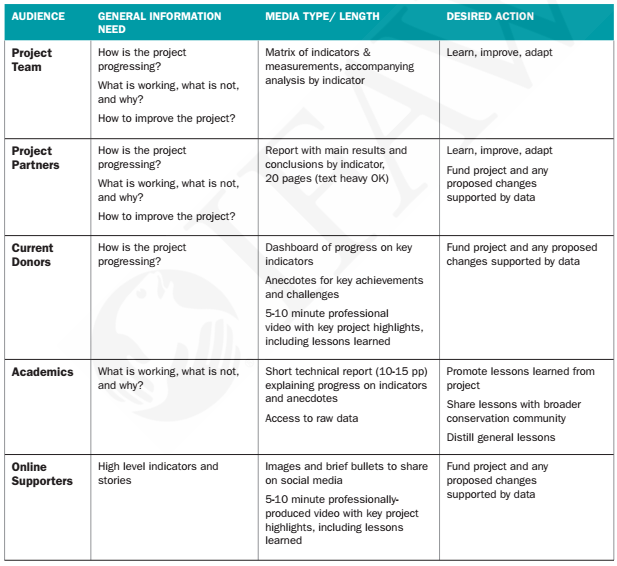 AUDIENCE
GENERAL INFORMATION
NEED
MEDIA TYPE/ LENGTH
DESIRED ACTION
Project
Team
How is the project
progressing?
What is working, what is not,
and why?
How to improve the project?
Matrix of indicators &
measurements, accompanying
analysis by indicator
Learn, improve, adapt
Project
Partners
How is the project
progressing?
What is working, what is not,
and why?
How to improve the project?
Report with main results and
conclusions by indicator,
20 pages (text heavy OK)
Learn, improve, adapt
Fund project and any
proposed changes
supported by data
Current
Donors
How is the project
progressing?
Dashboard of progress on key
indicators
Anecdotes for key achievements
and challenges
5-10 minute professional
video with key project highlights,
including lessons learned
Fund project and any proposed
changes supported by data
Academics
What is working, what is not,
and why?
Short technical report (10-15 pp)
explaining progress on indicators
and anecdotes
Access to raw data
Promote lessons learned from
project
Share lessons with broader
conservation community
Distill general lessons
Online
Supporters
High level indicators and
stories
Images and brief bullets to share
on social media
5-10 minute professionally-
produced video with key project
highlights, including lessons
learned
Fund project and any
proposed changes
supported by data
IFAW